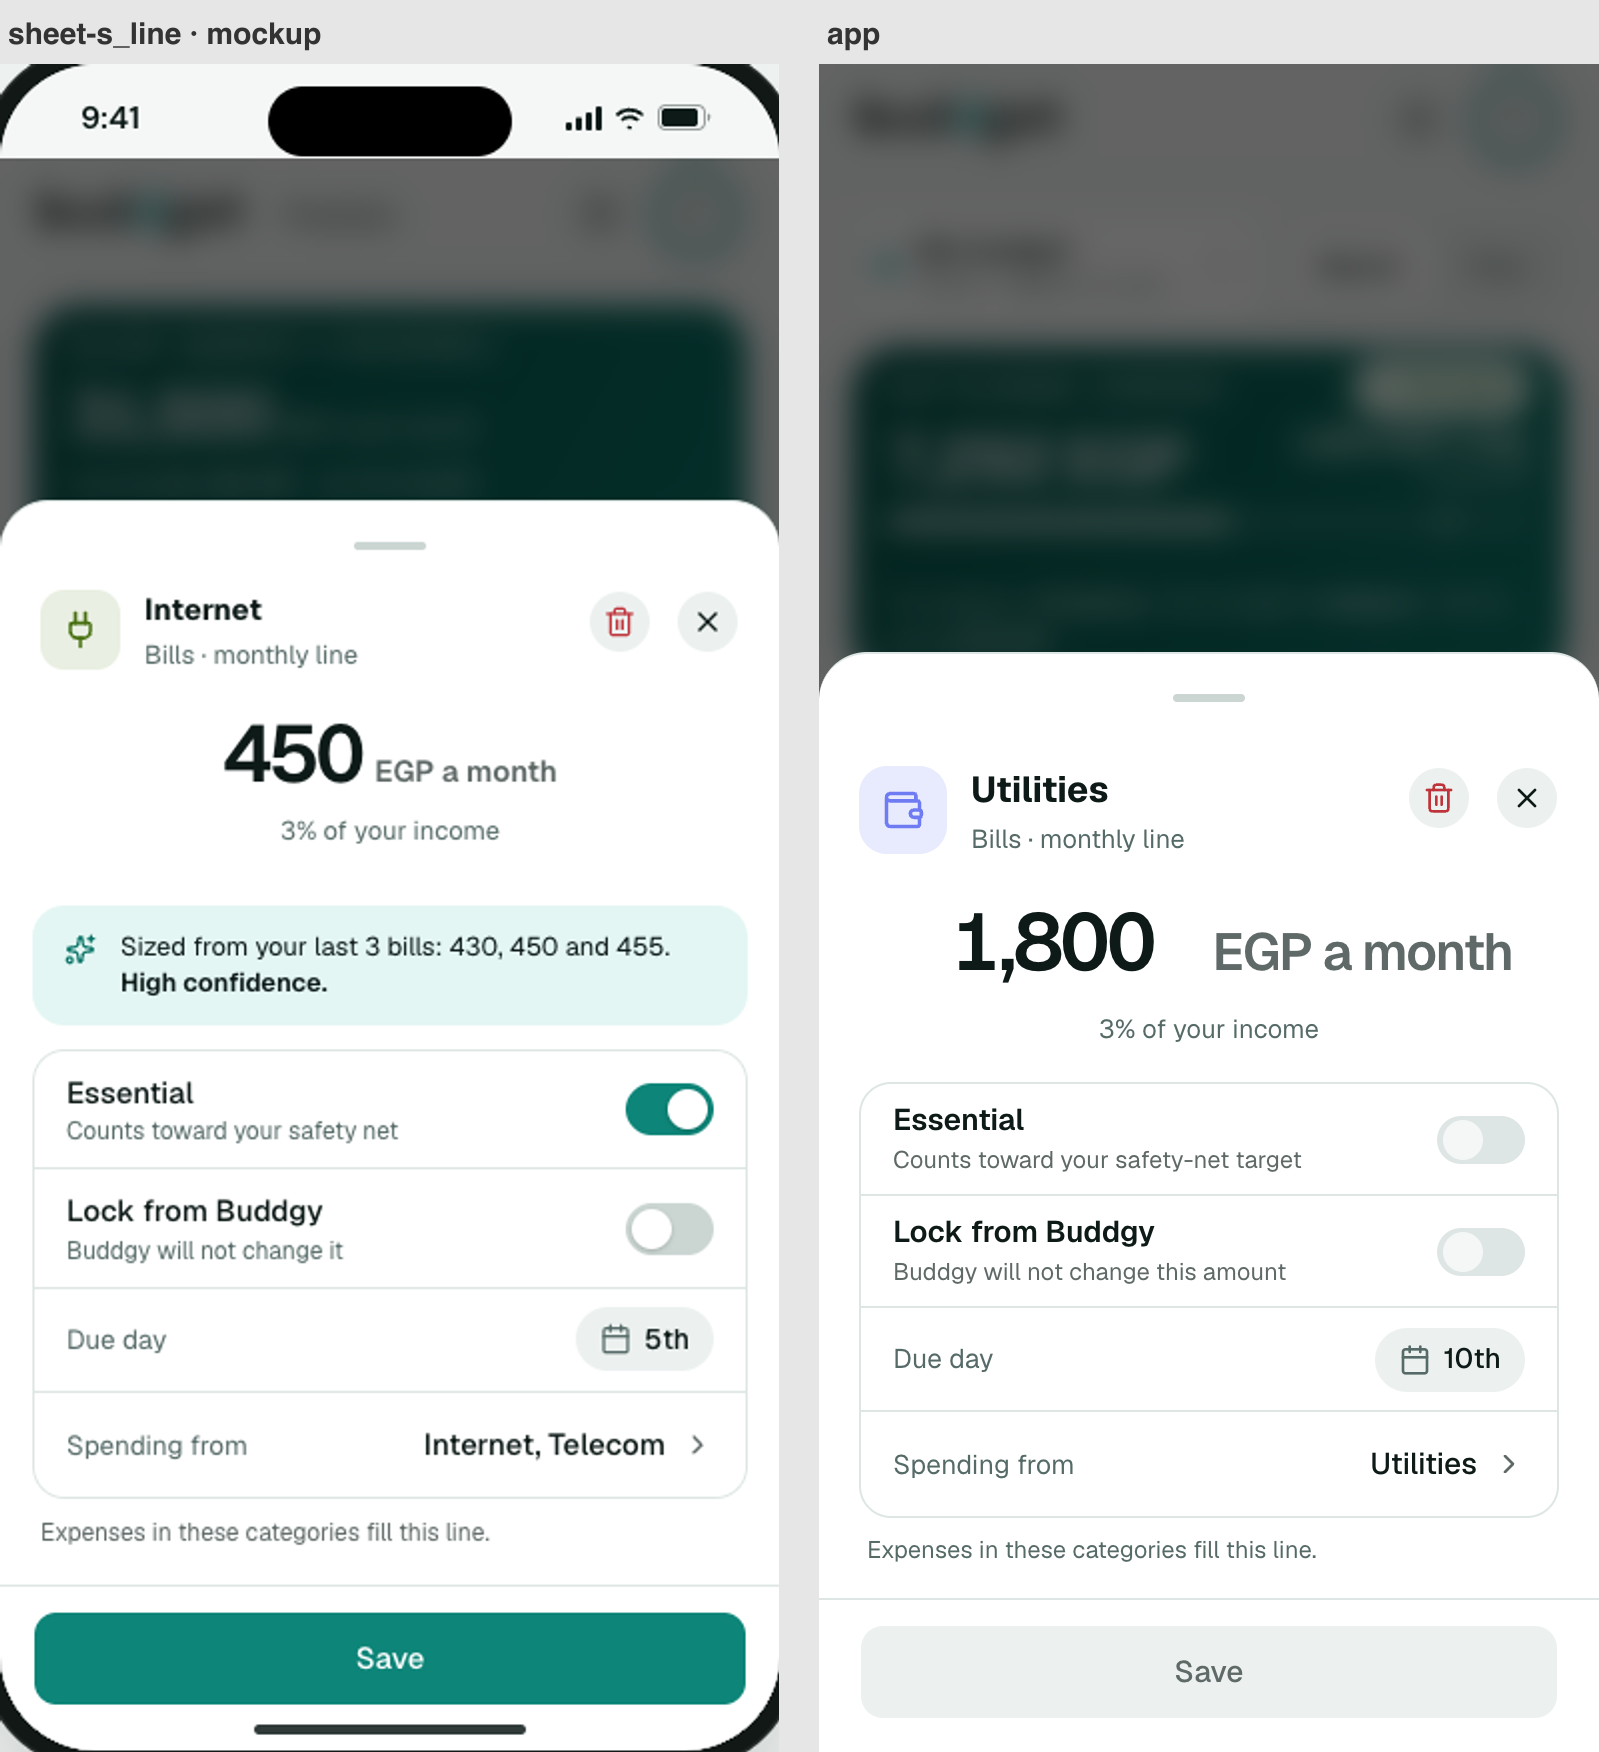 sheet-s_line · mockup
9:41
Internet
Bills · monthly line
450 EGP a month
3% of your income
Sized from your last 3 bills: 430, 450 and 455.
High confidence.
Essential
Counts toward your safety net
Lock from Buddgy
Buddgy will not change it
Due day
5th
Spending from
Internet, Telecom
Expenses in these categories fill this line.
Save
app
Utilities
Bills · monthly line
1,800 EGP a month
3% of your income
Essential
Counts toward your safety-net target
Lock from Buddgy
Buddgy will not change this amount
Due day
10th
Spending from
Utilities
Expenses in these categories fill this line.
Save